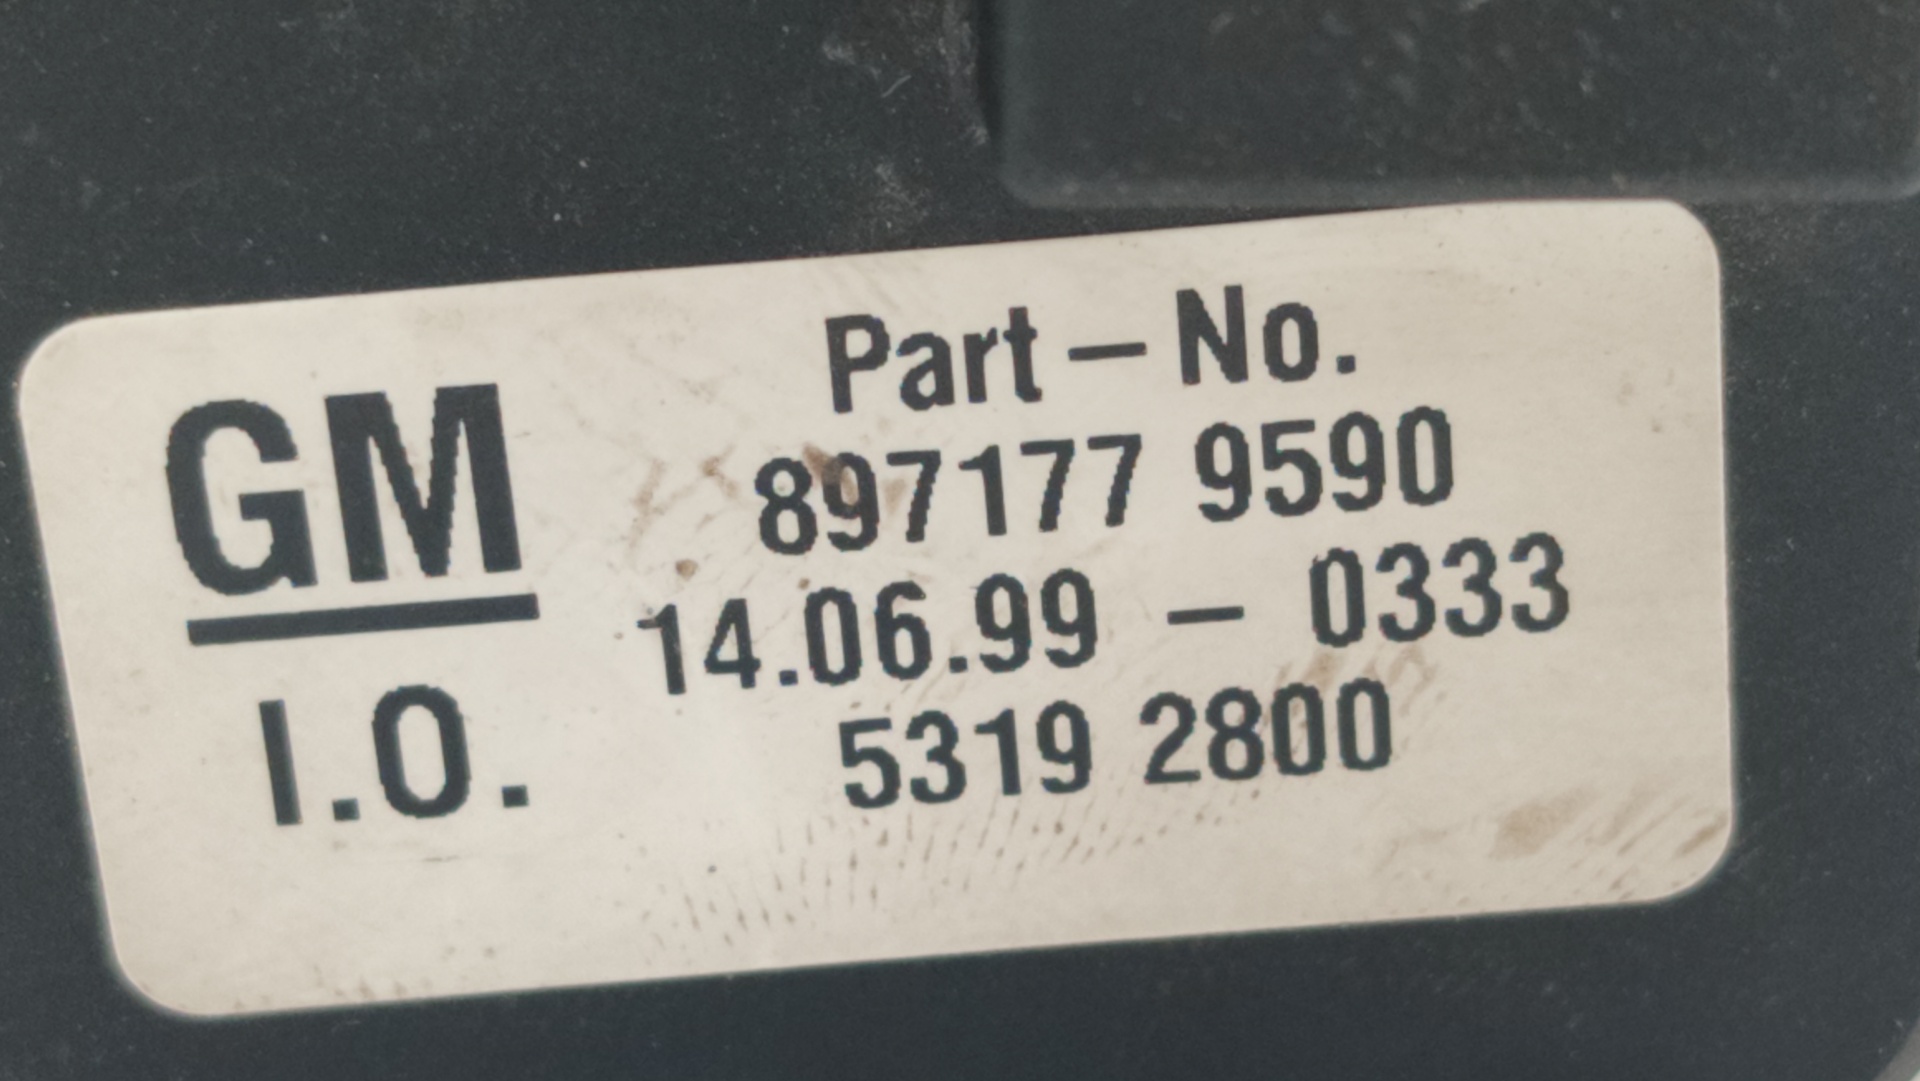 GM
I.O.
Part-No.
897177 9590
14.06.99 - 0333
5319 2800